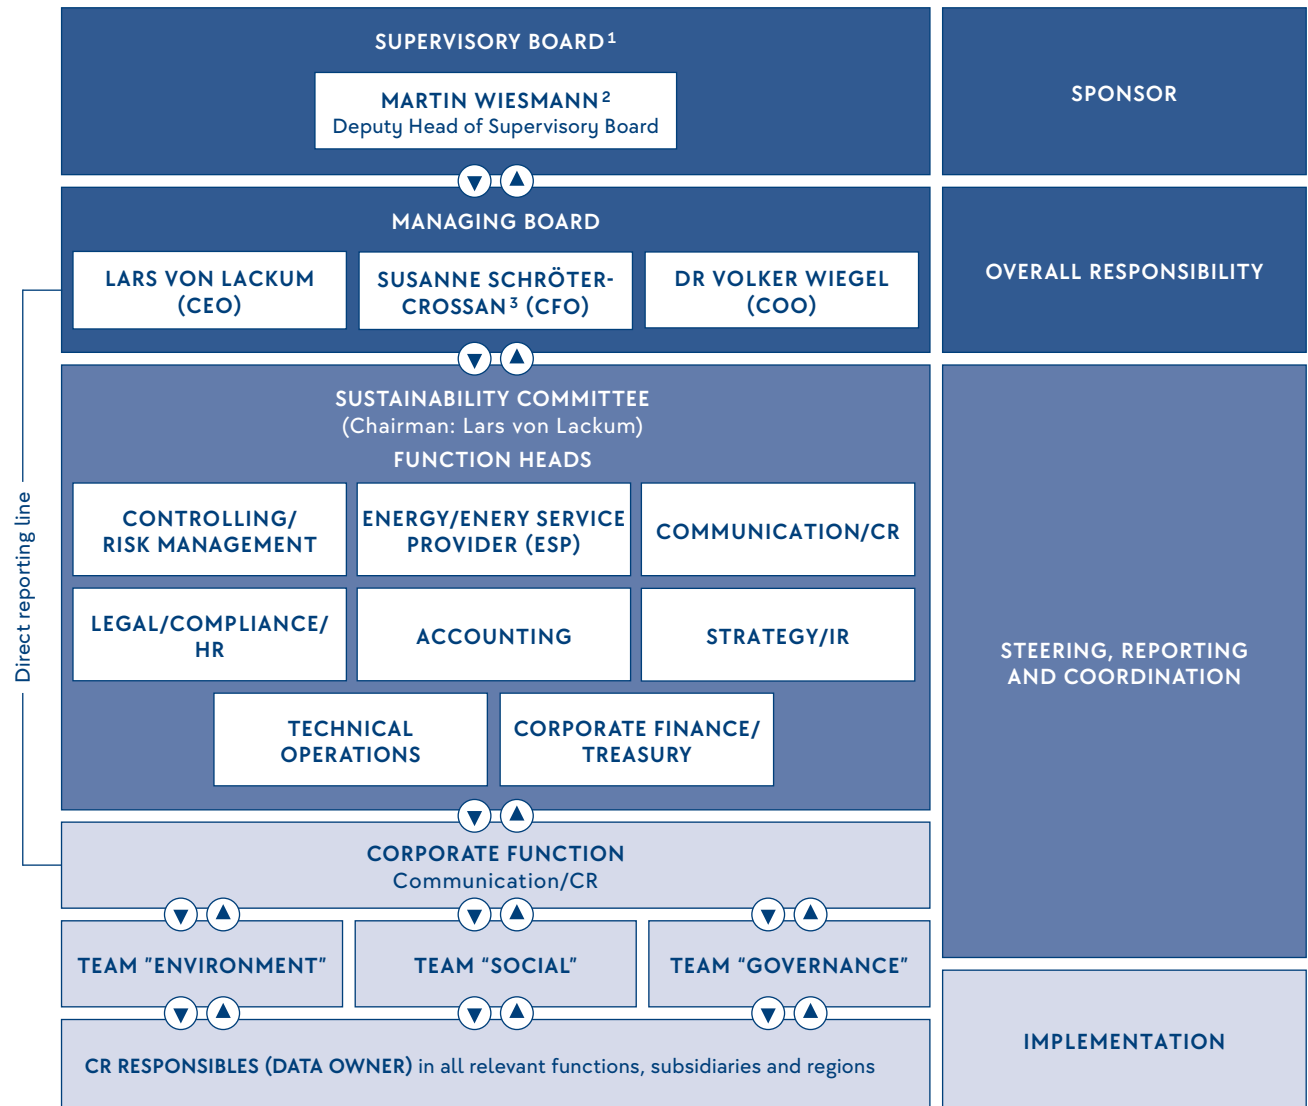 SUPERVISORY BOARD¹
MARTIN WIESMANN²
Deputy Head of Supervisory Board
SPONSOR
MANAGING BOARD
LARS VON LACKUM
(CEO)
SUSANNE SCHRÖTER-
CROSSAN³ (CFO)
DR VOLKER WIEGEL
(COO)
OVERALL RESPONSIBILITY
Direct reporting line
SUSTAINABILITY COMMITTEE
(Chairman: Lars von Lackum)
FUNCTION HEADS
CONTROLLING/
RISK MANAGEMENT
ENERGY/ENERY SERVICE
PROVIDER (ESP)
COMMUNICATION/CR
LEGAL/COMPLIANCE/
HR
ACCOUNTING
STRATEGY/IR
TECHNICAL
OPERATIONS
CORPORATE FINANCE/
TREASURY
STEERING, REPORTING
AND COORDINATION
CORPORATE FUNCTION
Communication/CR
TEAM "ENVIRONMENT"
TEAM “SOCIAL”
TEAM “GOVERNANCE”
CR RESPONSIBLES (DATA OWNER) in all relevant functions, subsidiaries and regions
IMPLEMENTATION